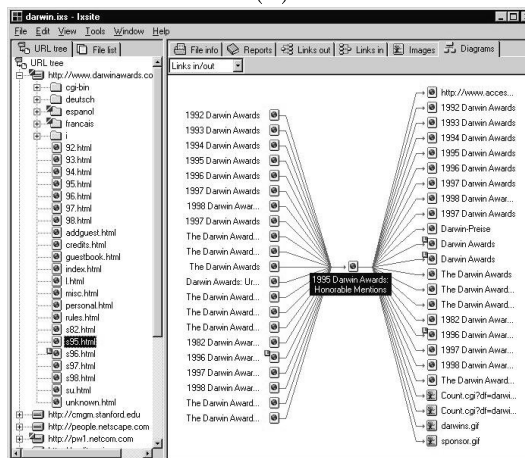 darwin.ixs - Ixsite
File Edit View Tools Window Help
URL tree File list
File info Reports Links out Links in Images Diagrams
Links in/out
URL tree
http://www.darwinawards.co
cgi-bin
deutsch
espanol
francais
i
92.html
93.html
94.html
95.html
96.html
97.html
98.html
addguest.html
credits.html
guestbook.html
index.html
l.html
misc.html
personal.html
rules.html
s82.html
s95.html
s96.html
s97.html
s98.html
su.html
unknown.html
http://cmgm.stanford.edu
http://people.netscape.com
http://pw1.netcom.com
1992 Darwin Awards
1993 Darwin Awards
1994 Darwin Awards
1995 Darwin Awards
1996 Darwin Awards
1997 Darwin Awards
1998 Darwin Awar...
1997 Darwin Awards
The Darwin Award...
The Darwin Award...
The Darwin Awards
Darwin Awards: Ur...
The Darwin Award...
The Darwin Award...
The Darwin Award...
1982 Darwin Awar...
1996 Darwin Awar...
1997 Darwin Awar...
1998 Darwin Awar...
The Darwin Award...
The Darwin Award...
1995 Darwin Awards:
Honorable Mentions
http://www.acces...
1992 Darwin Awards
1993 Darwin Awards
1994 Darwin Awards
1995 Darwin Awards
1996 Darwin Awards
1997 Darwin Awards
1998 Darwin Awar...
1997 Darwin Awards
Darwin-Preise
Darwin Awards
Darwin Awards
The Darwin Awards
The Darwin Award...
The Darwin Award...
1982 Darwin Awar...
1996 Darwin Awar...
1997 Darwin Awar...
1998 Darwin Awar...
The Darwin Award...
Count.cgi?df=darwi...
Count.cgi?df=darwi...
darwins.gif
sponsor.gif